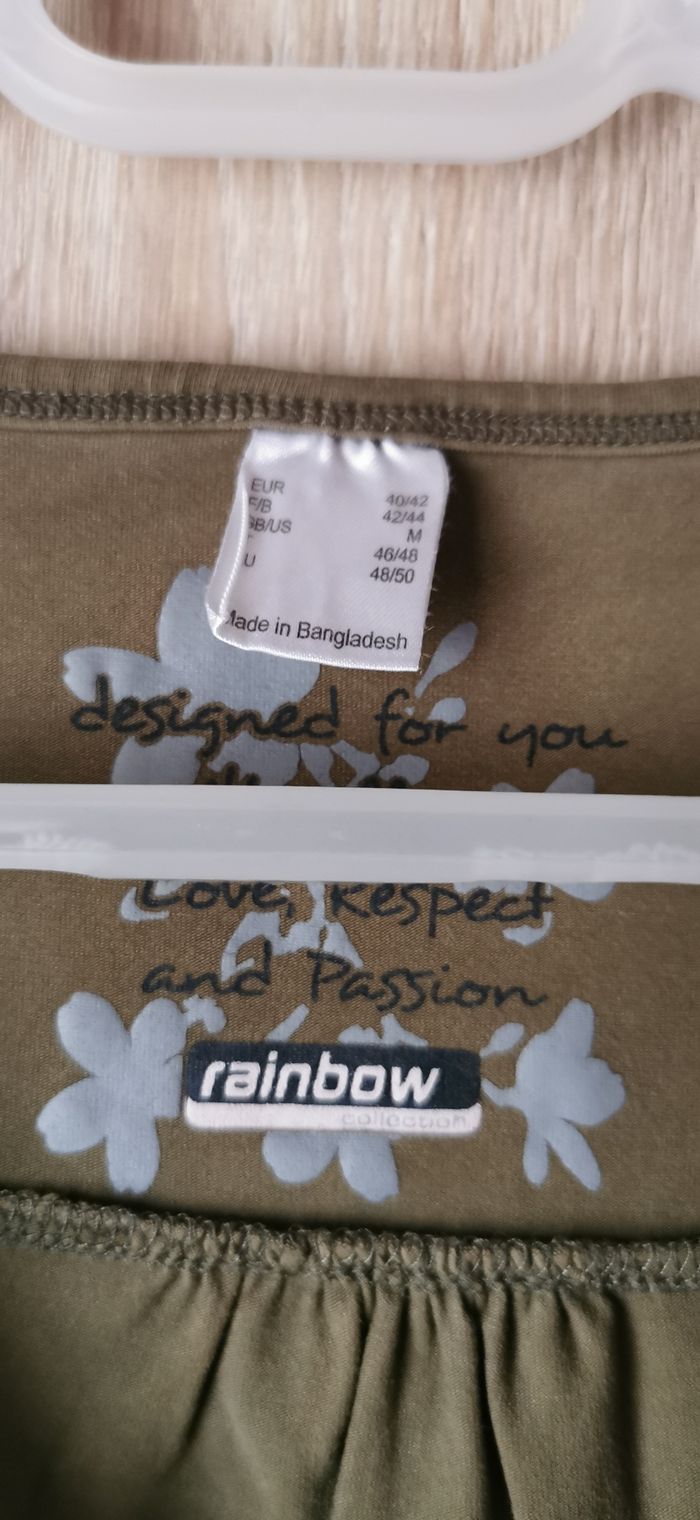 EUR 40/42
F/B 42/44
GB/US M
46/48
U 48/50
Made in Bangladesh
designed for you
Love, Respect
and Passion
rainbow
collection